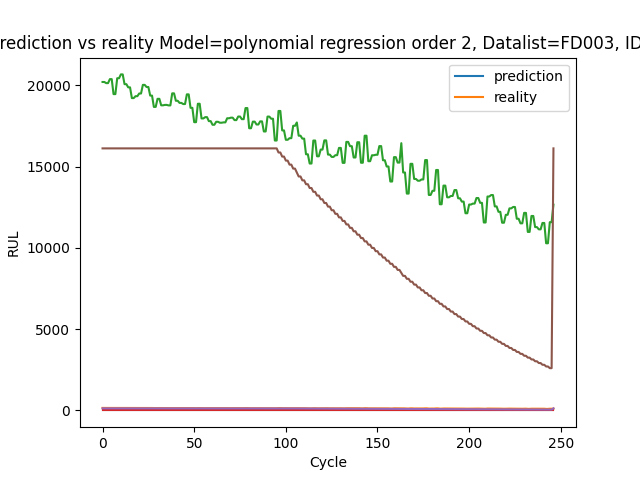 rediction vs reality Model=polynomial regression order 2, Datalist=FD003, ID
prediction
reality
20000
15000
10000
5000
0
RUL
0 50 100 150 200 250
Cycle